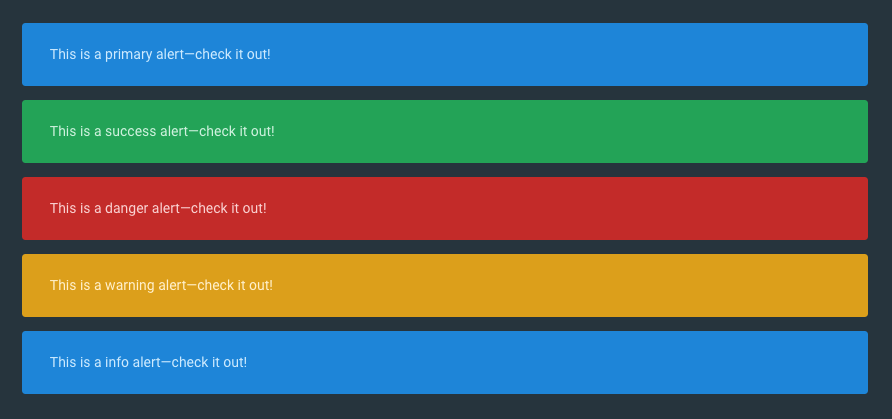 This is a primary alert—check it out!
This is a success alert—check it out!
This is a danger alert—check it out!
This is a warning alert—check it out!
This is a info alert—check it out!